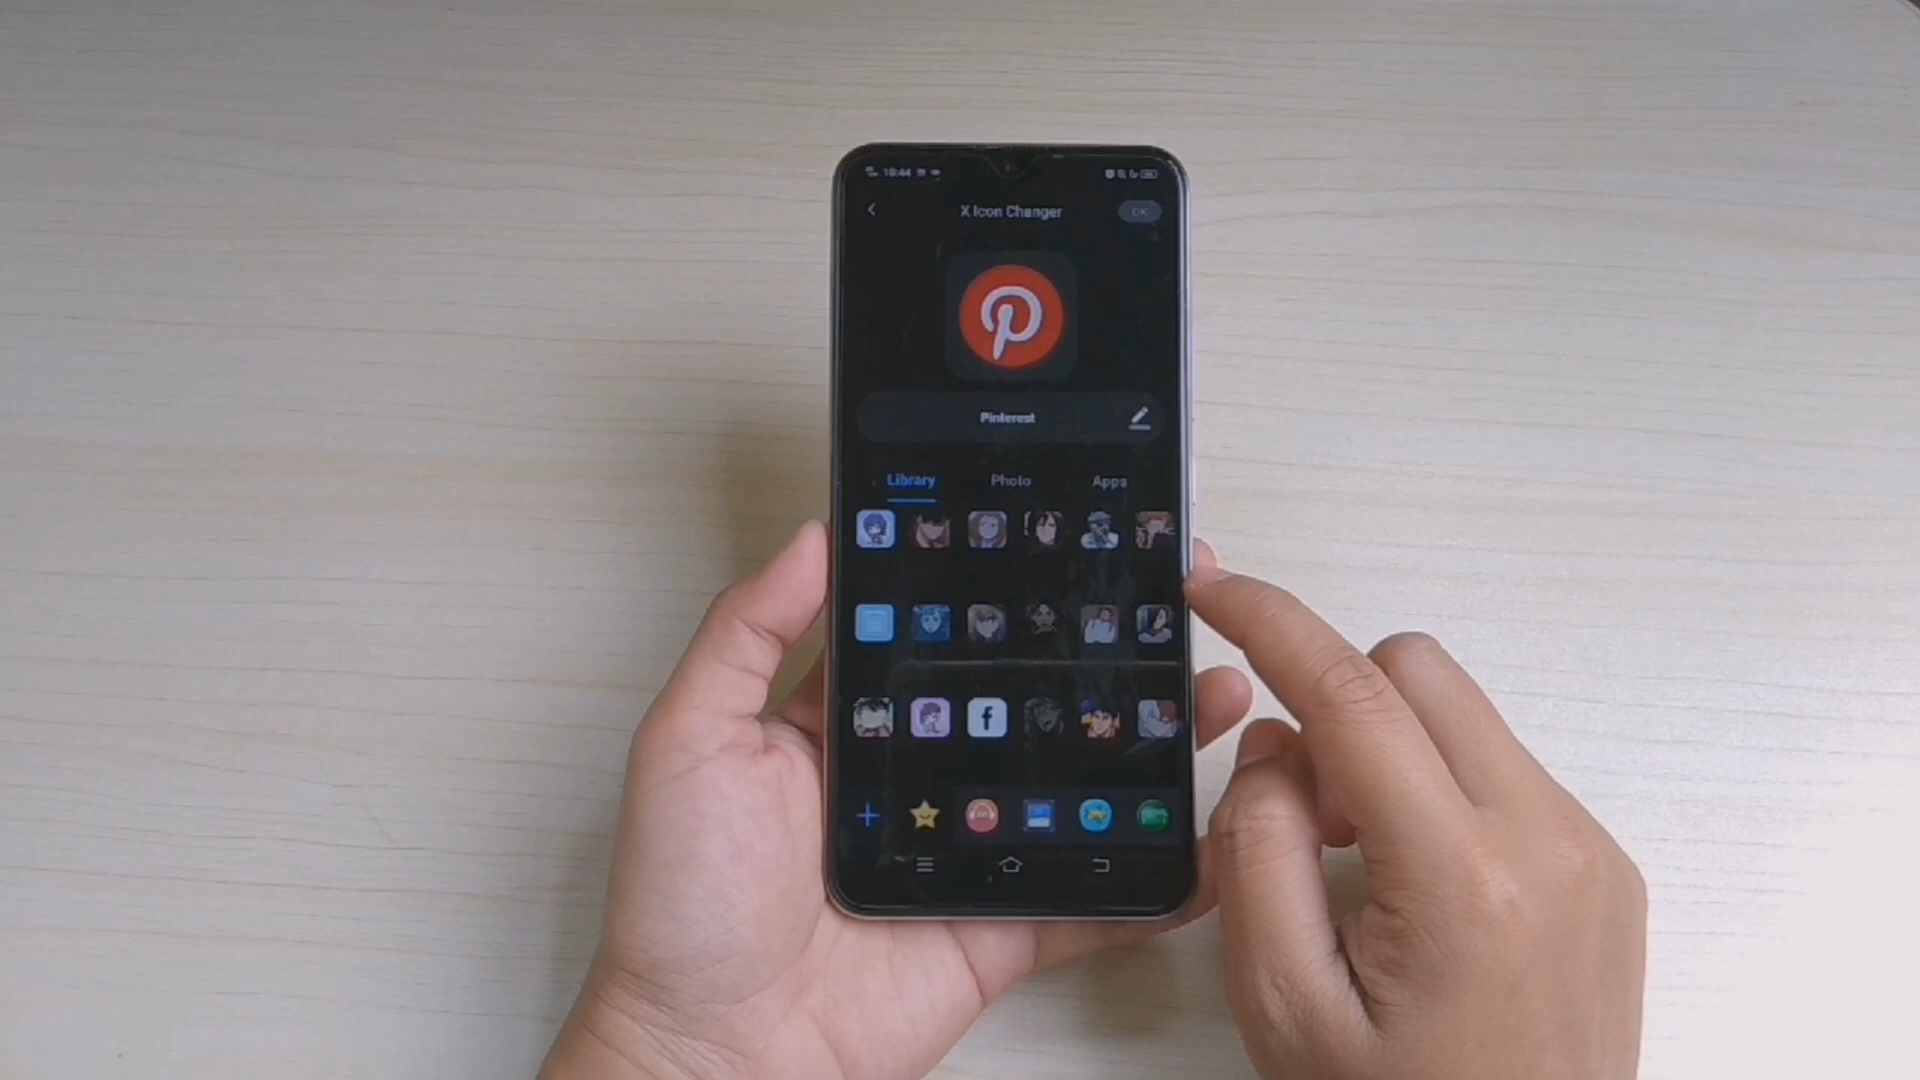 10:44
X Icon Changer
OK
Pinterest
Library
Photo
Apps
f